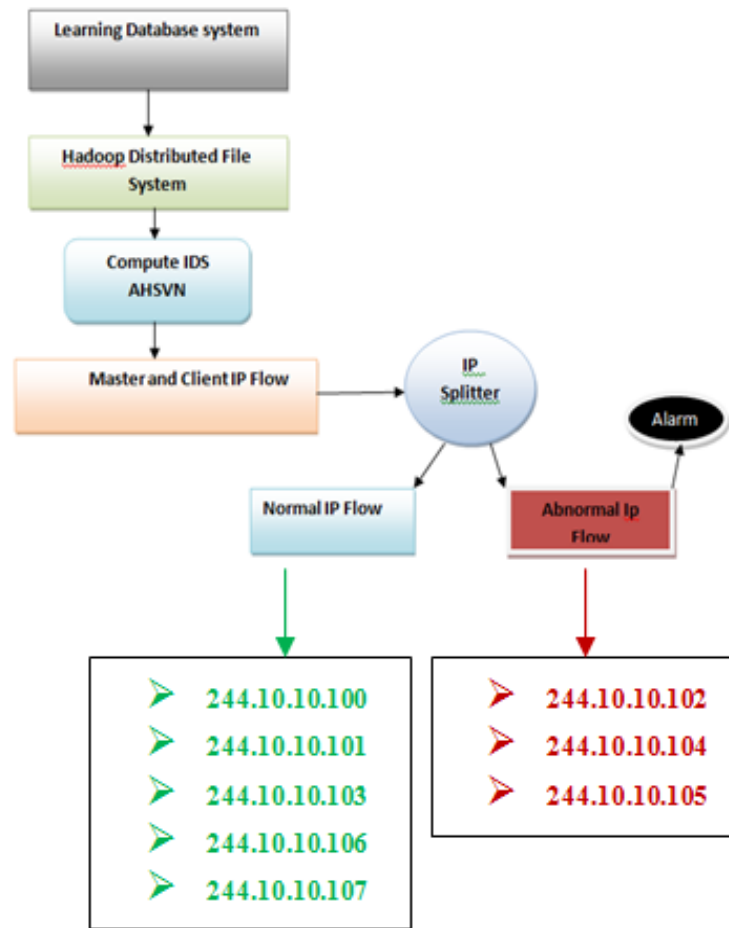 Learning Database system
Hadoop Distributed File
System
Compute IDS
AHSVN
Master and Client IP Flow
IP
Splitter
Alarm
Normal IP Flow
Abnormal Ip
Flow
244.10.10.100
244.10.10.101
244.10.10.103
244.10.10.106
244.10.10.107
244.10.10.102
244.10.10.104
244.10.10.105